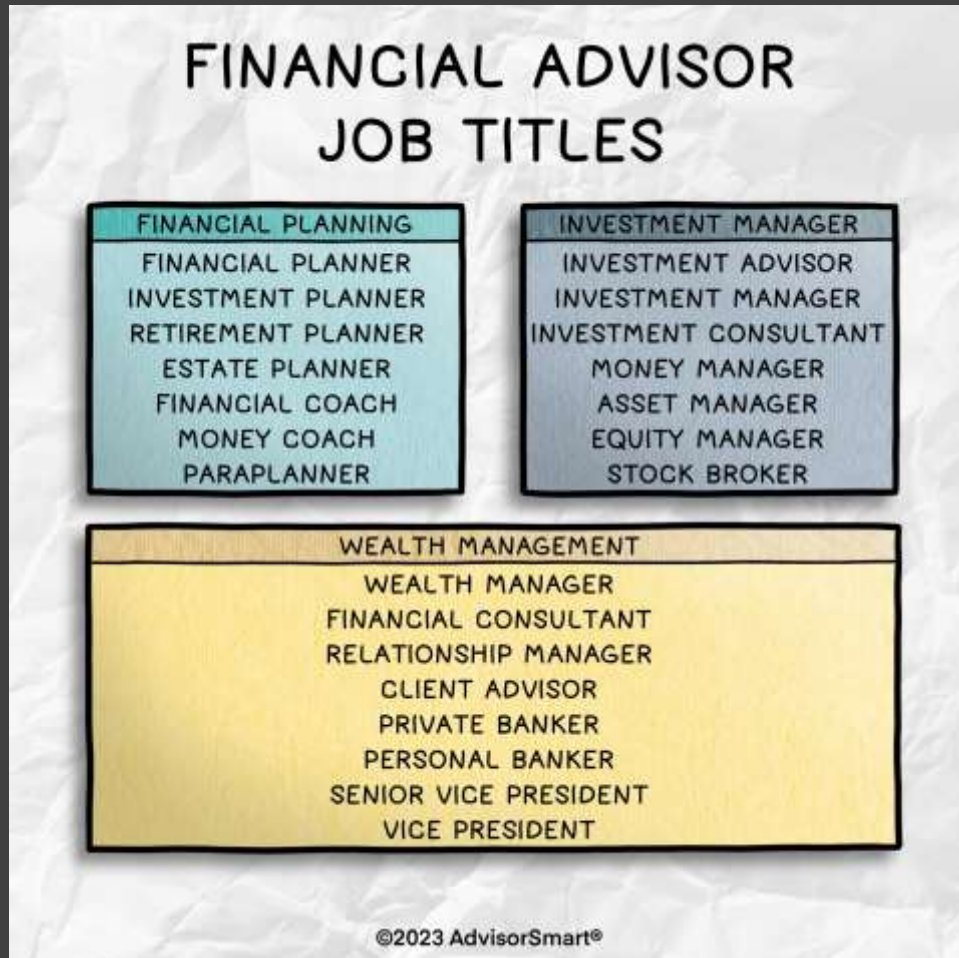 FINANCIAL ADVISOR
JOB TITLES
FINANCIAL PLANNING
FINANCIAL PLANNER
INVESTMENT PLANNER
RETIREMENT PLANNER
ESTATE PLANNER
FINANCIAL COACH
MONEY COACH
PARAPLANNER
INVESTMENT MANAGER
INVESTMENT ADVISOR
INVESTMENT MANAGER
INVESTMENT CONSULTANT
MONEY MANAGER
ASSET MANAGER
EQUITY MANAGER
STOCK BROKER
WEALTH MANAGEMENT
WEALTH MANAGER
FINANCIAL CONSULTANT
RELATIONSHIP MANAGER
CLIENT ADVISOR
PRIVATE BANKER
PERSONAL BANKER
SENIOR VICE PRESIDENT
VICE PRESIDENT
©2023 AdvisorSmart®